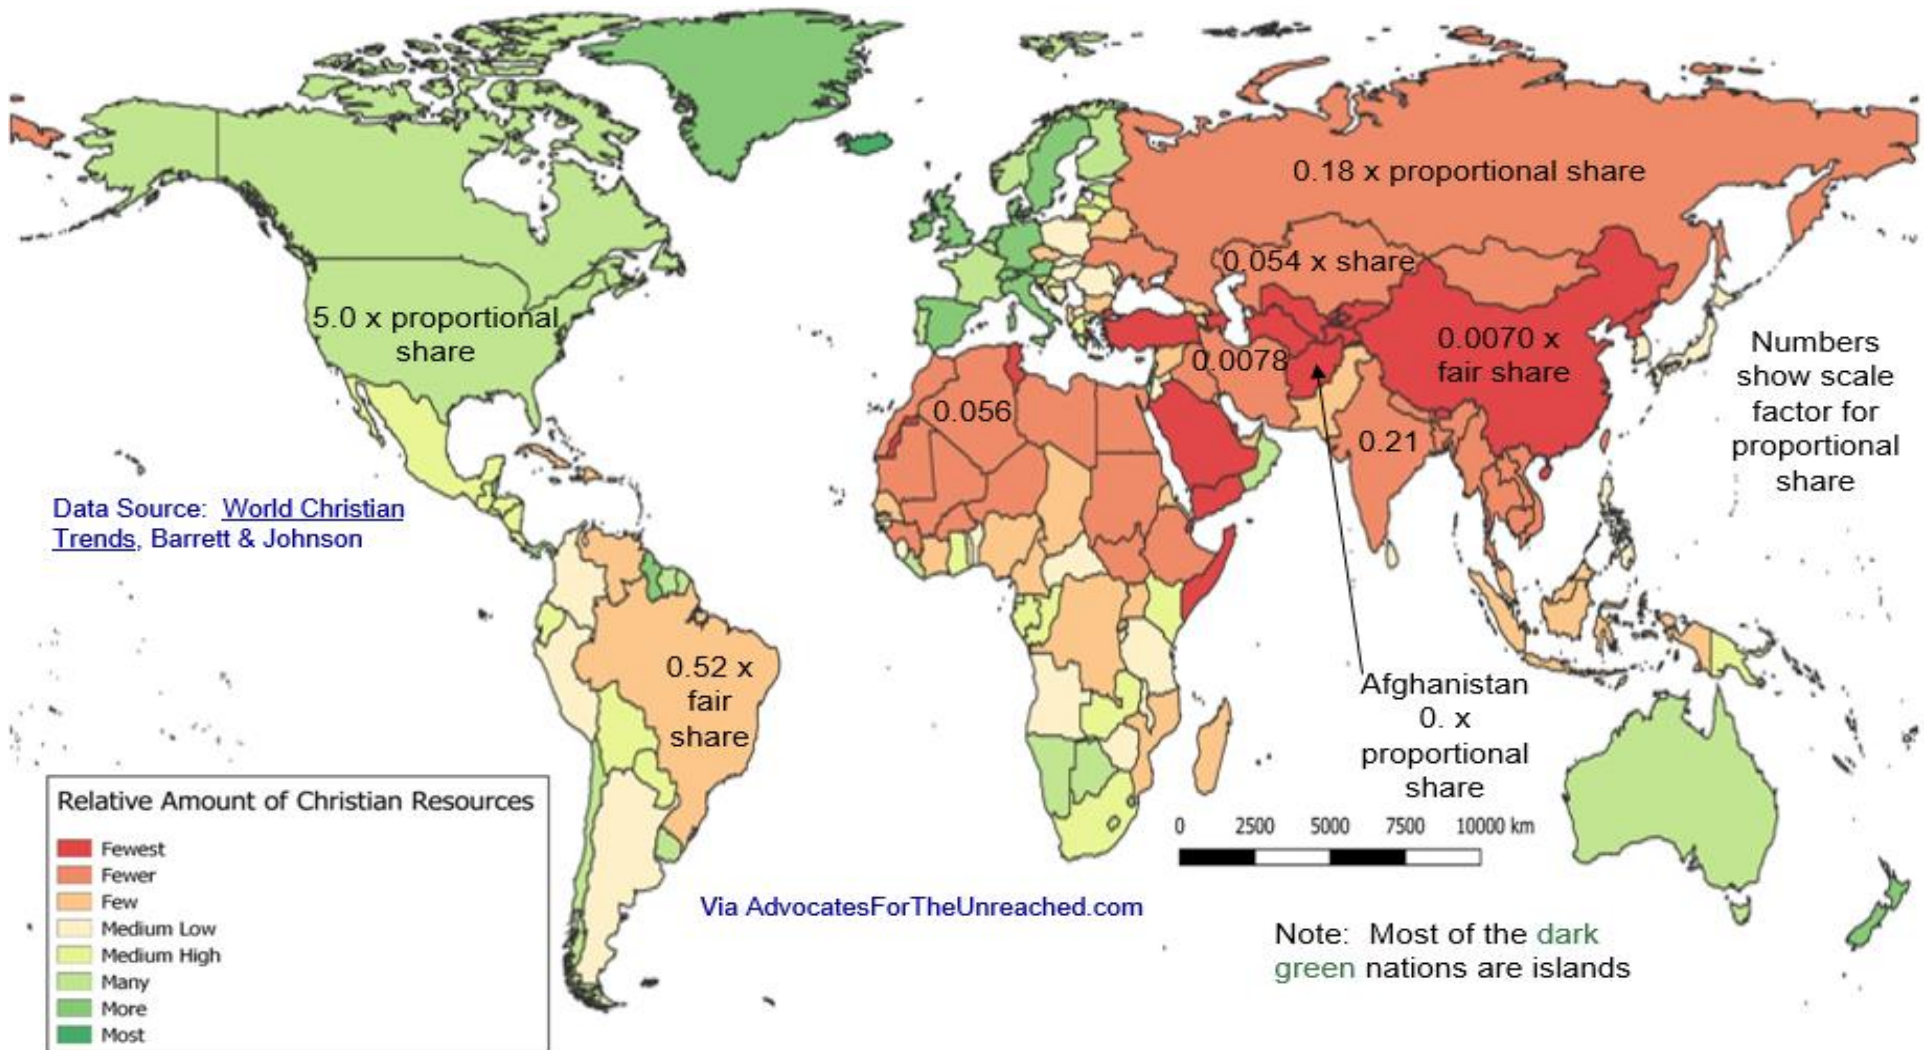 0.18 x proportional share
0.054 x share
5.0 x proportional
share
0.0070 x
fair share
0.0078
Numbers
show scale
factor for
proportional
share
0.056
0.21
Data Source:  World Christian
Trends, Barrett & Johnson
0.52 x
fair
share
Afghanistan
0. x
proportional
share
0 2500 5000 7500 10000 km
Relative Amount of Christian Resources
Fewest
Fewer
Few
Medium Low
Medium High
Many
More
Most
Via AdvocatesForTheUnreached.com
Note:  Most of the dark
green nations are islands